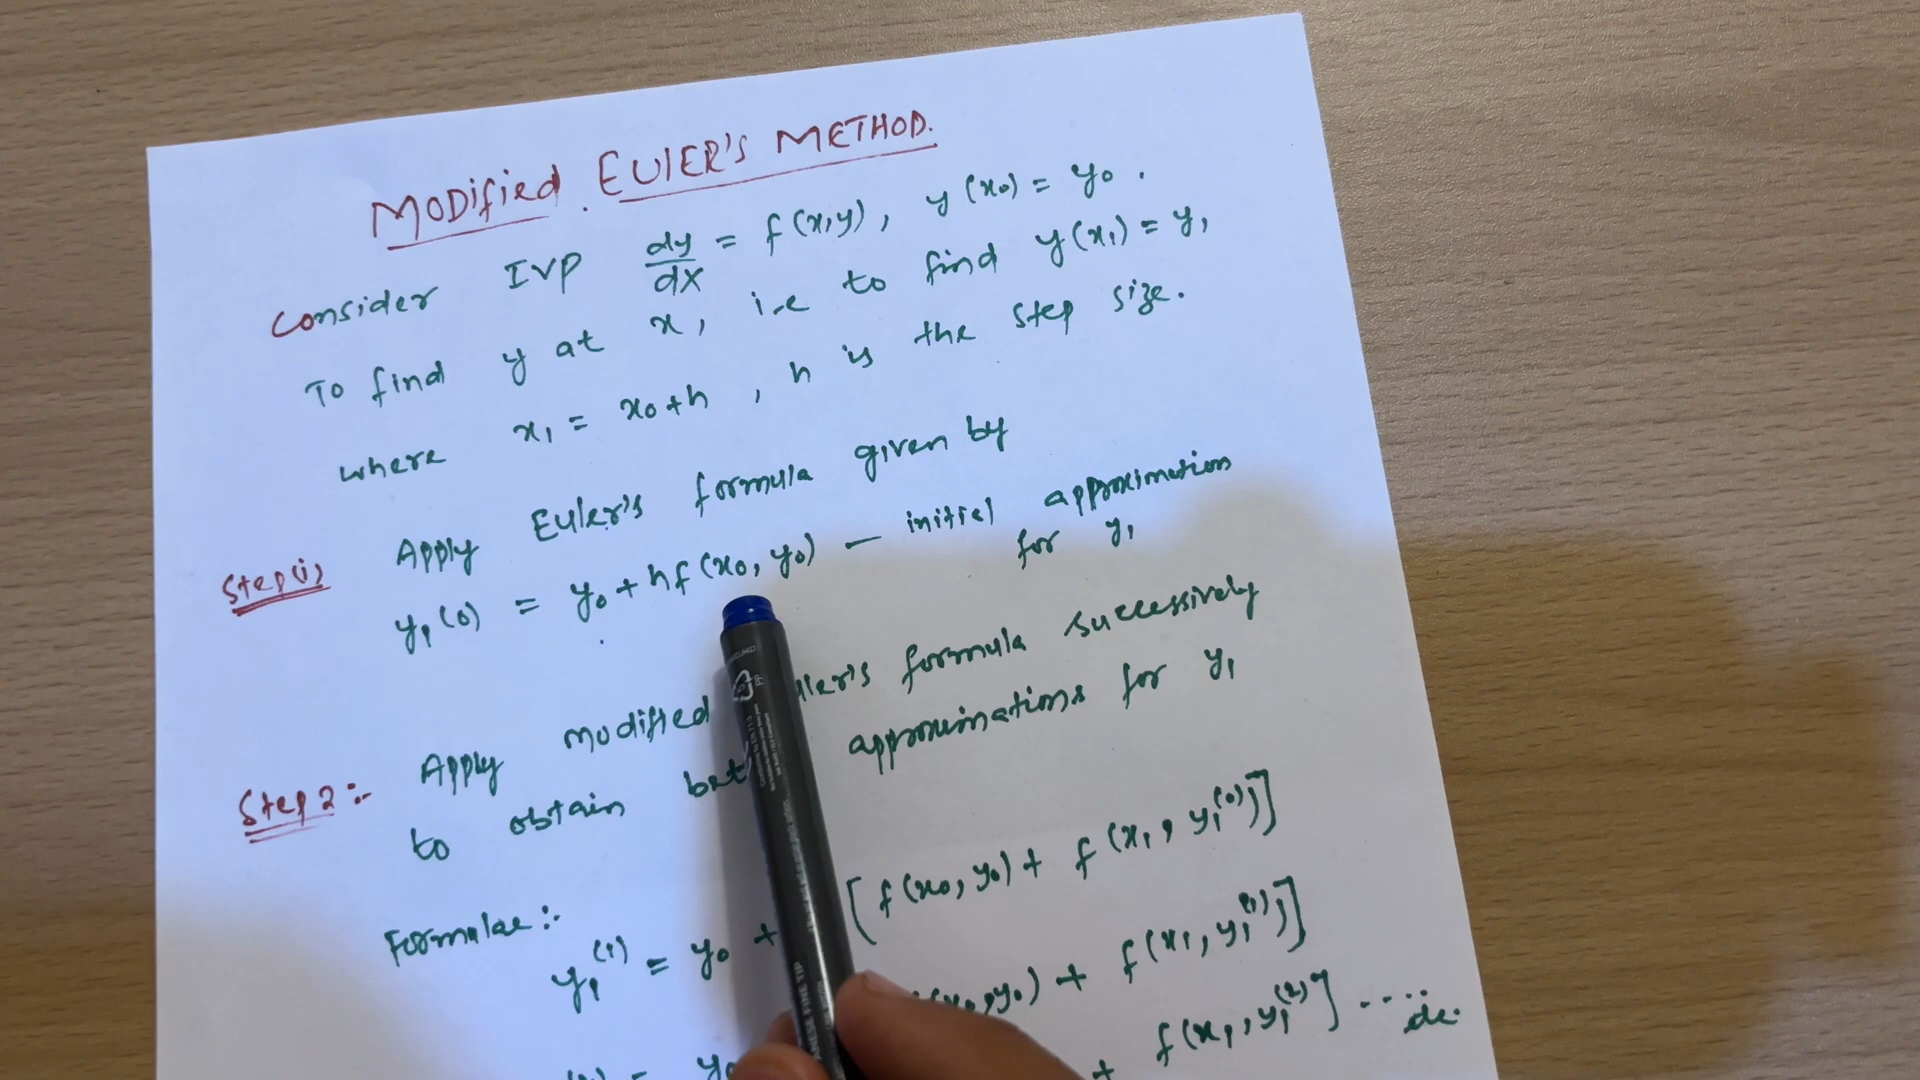 MODified EULER'S METHOD.
Consider IVP dy/dx = f(x,y), y(x₀) = y₀.
To find y at x, i.e to find y(x₁) = y₁
where x₁ = x₀+h, h is the step size.
Step(i) Apply Euler's formula given by
y₁(0) = y₀ + hf(x₀, y₀) — initial approximation
for y₁
Step 2:- Apply modified formula successively
to obtain approximations for y₁
Formulae:-
y₁⁽¹⁾ = y₀ + [f(x₀, y₀) + f(x₁, y₁⁽⁰⁾)]
y₀) + f(x₁, y₁⁽¹⁾)]
+ f(x₁, y₁⁽²⁾] ....